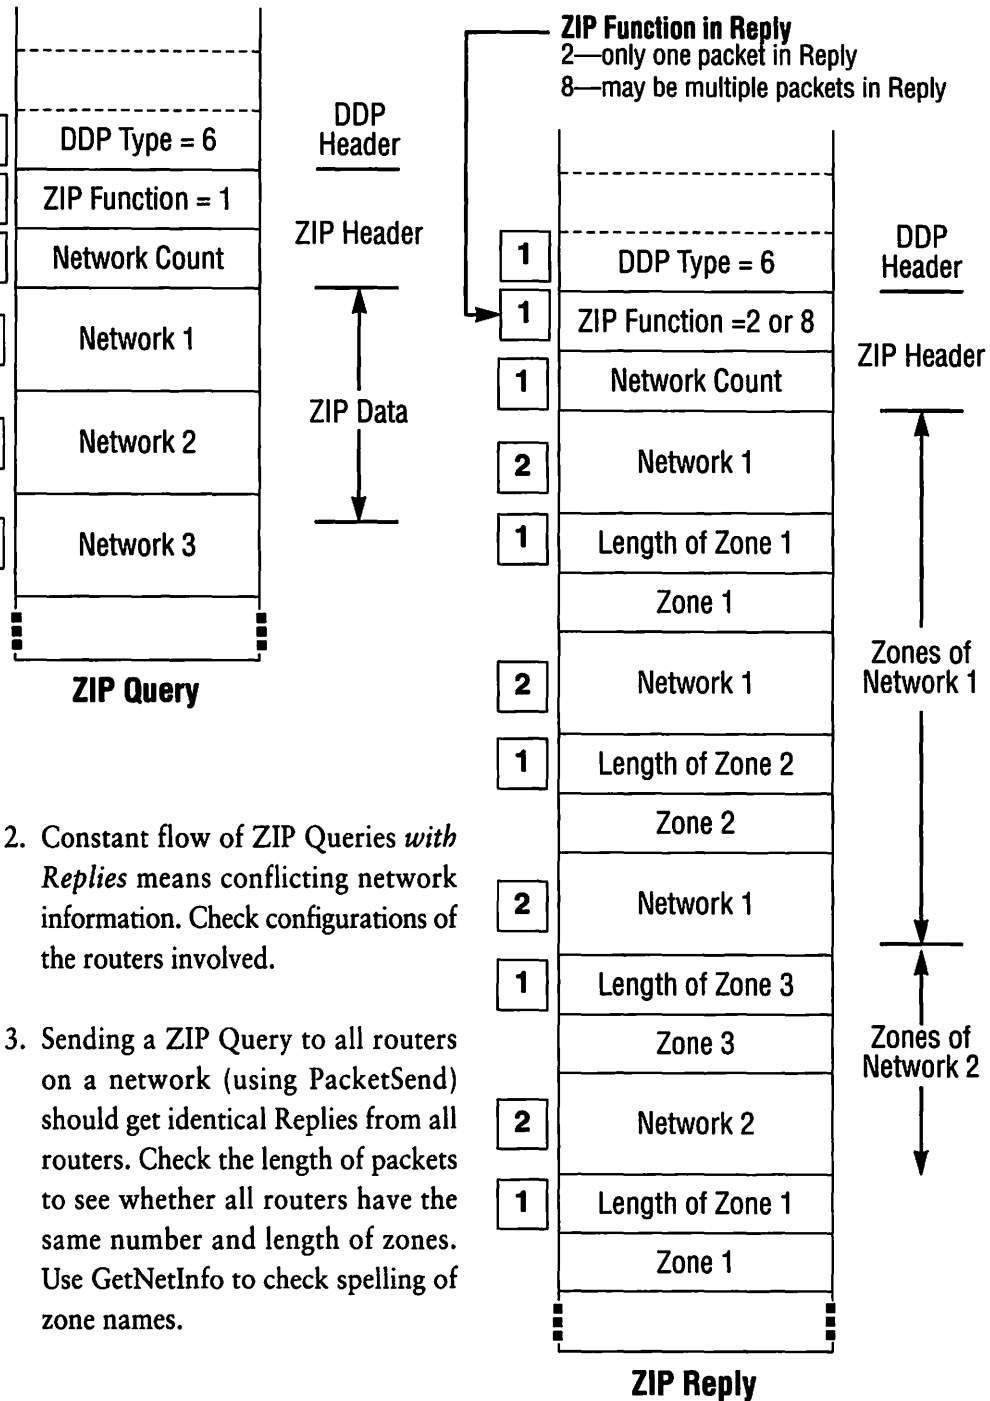 DDP Type = 6
ZIP Function = 1
Network Count
Network 1
Network 2
Network 3
DDP
Header
ZIP Header
ZIP Data
ZIP Query
2. Constant flow of ZIP Queries with
Replies means conflicting network
information. Check configurations of
the routers involved.
3. Sending a ZIP Query to all routers
on a network (using PacketSend)
should get identical Replies from all
routers. Check the length of packets
to see whether all routers have the
same number and length of zones.
Use GetNetInfo to check spelling of
zone names.
ZIP Function in Reply
2—only one packet in Reply
8—may be multiple packets in Reply
1 DDP Type = 6
1 ZIP Function =2 or 8
1 Network Count
2 Network 1
1 Length of Zone 1
Zone 1
2 Network 1
1 Length of Zone 2
Zone 2
2 Network 1
1 Length of Zone 3
Zone 3
2 Network 2
1 Length of Zone 1
Zone 1
DDP
Header
ZIP Header
Zones of
Network 1
Zones of
Network 2
ZIP Reply